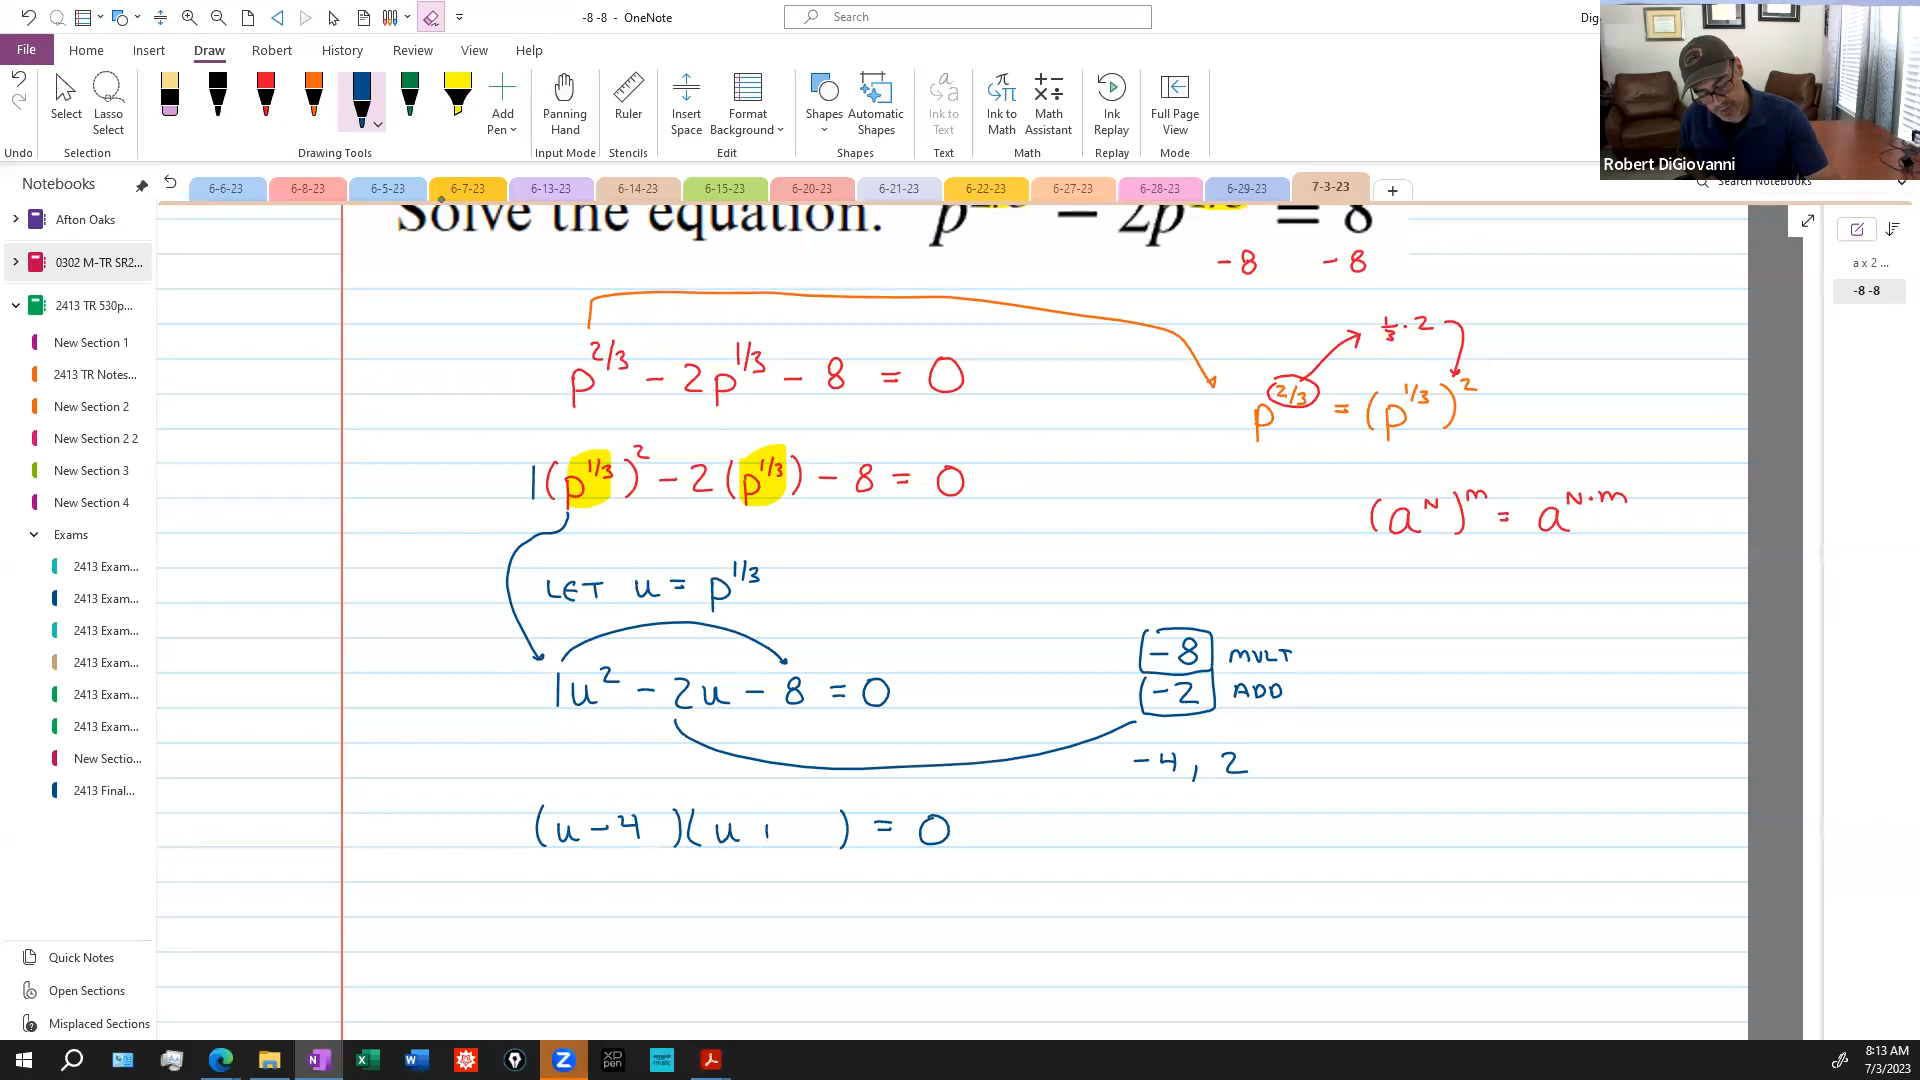 -8 -8 - OneNote
Search
Dig
File
Home
Insert
Draw
Robert
History
Review
View
Help
Select
Lasso Select
Add Pen
Panning Hand
Ruler
Insert Space
Format Background
Shapes
Automatic Shapes
Ink to Text
Ink to Math
Math Assistant
Ink Replay
Full Page View
Undo
Selection
Drawing Tools
Input Mode
Stencils
Edit
Shapes
Text
Math
Replay
Mode
Robert DiGiovanni
Notebooks
6-6-23
6-8-23
6-5-23
6-7-23
6-13-23
6-14-23
6-15-23
6-20-23
6-21-23
6-22-23
6-27-23
6-28-23
6-29-23
7-3-23
Search Notebooks
Afton Oaks
0302 M-TR SR2...
2413 TR 530p...
New Section 1
2413 TR Notes...
New Section 2
New Section 2 2
New Section 3
New Section 4
Exams
2413 Exam...
2413 Exam...
2413 Exam...
2413 Exam...
2413 Exam...
2413 Exam...
New Sectio...
2413 Final...
Quick Notes
Open Sections
Misplaced Sections
a x 2 ...
-8 -8
Solve the equation. p - 2p = 8
-8 -8
p^2/3 - 2p^1/3 - 8 = 0
1/3 · 2
p^2/3 = (p^1/3)^2
1(p^1/3)^2 - 2(p^1/3) - 8 = 0
(a^N)^m = a^N·m
LET u = p^1/3
1u^2 - 2u - 8 = 0
-8 MULT
-2 ADD
-4, 2
(u - 4 )(u )= 0
8:13 AM
7/3/2023